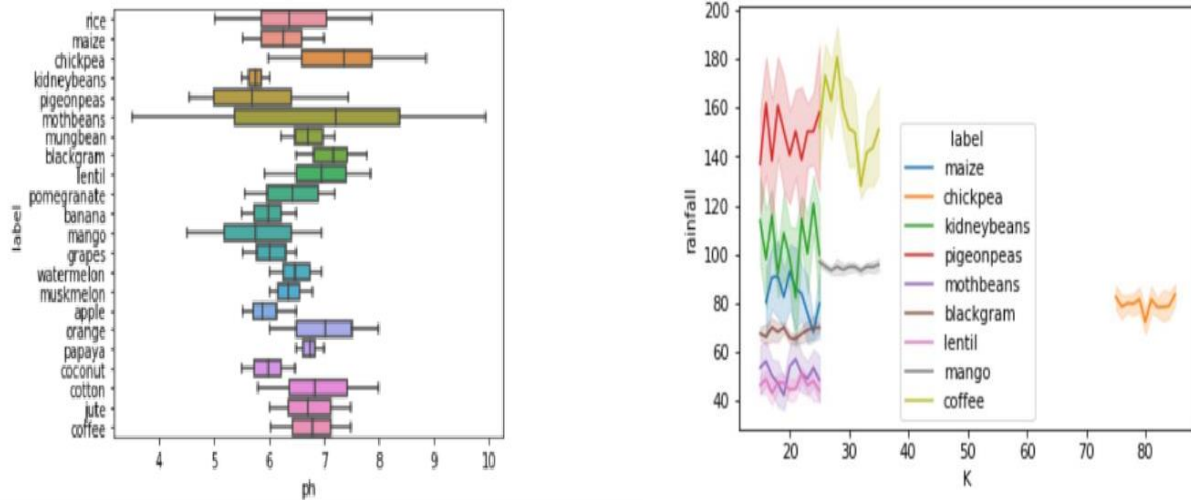 label
rice
maize
chickpea
kidneybeans
pigeonpeas
mothbeans
mungbean
blackgram
lentil
pomegranate
banana
mango
grapes
watermelon
muskmelon
apple
orange
papaya
coconut
cotton
jute
coffee
4 5 6 7 8 9 10
ph
rainfall
200
180
160
140
120
100
80
60
40
label
maize
chickpea
kidneybeans
pigeonpeas
mothbeans
blackgram
lentil
mango
coffee
20 30 40 50 60 70 80
K